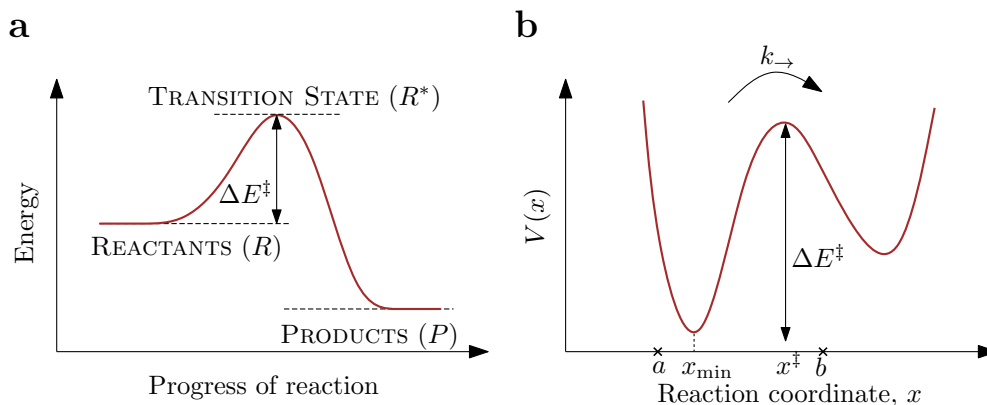 a
TRANSITION STATE (R*)
ΔE‡
REACTANTS (R)
PRODUCTS (P)
Energy
Progress of reaction
b
k→
V(x)
ΔE‡
a x_min x‡ b
Reaction coordinate, x